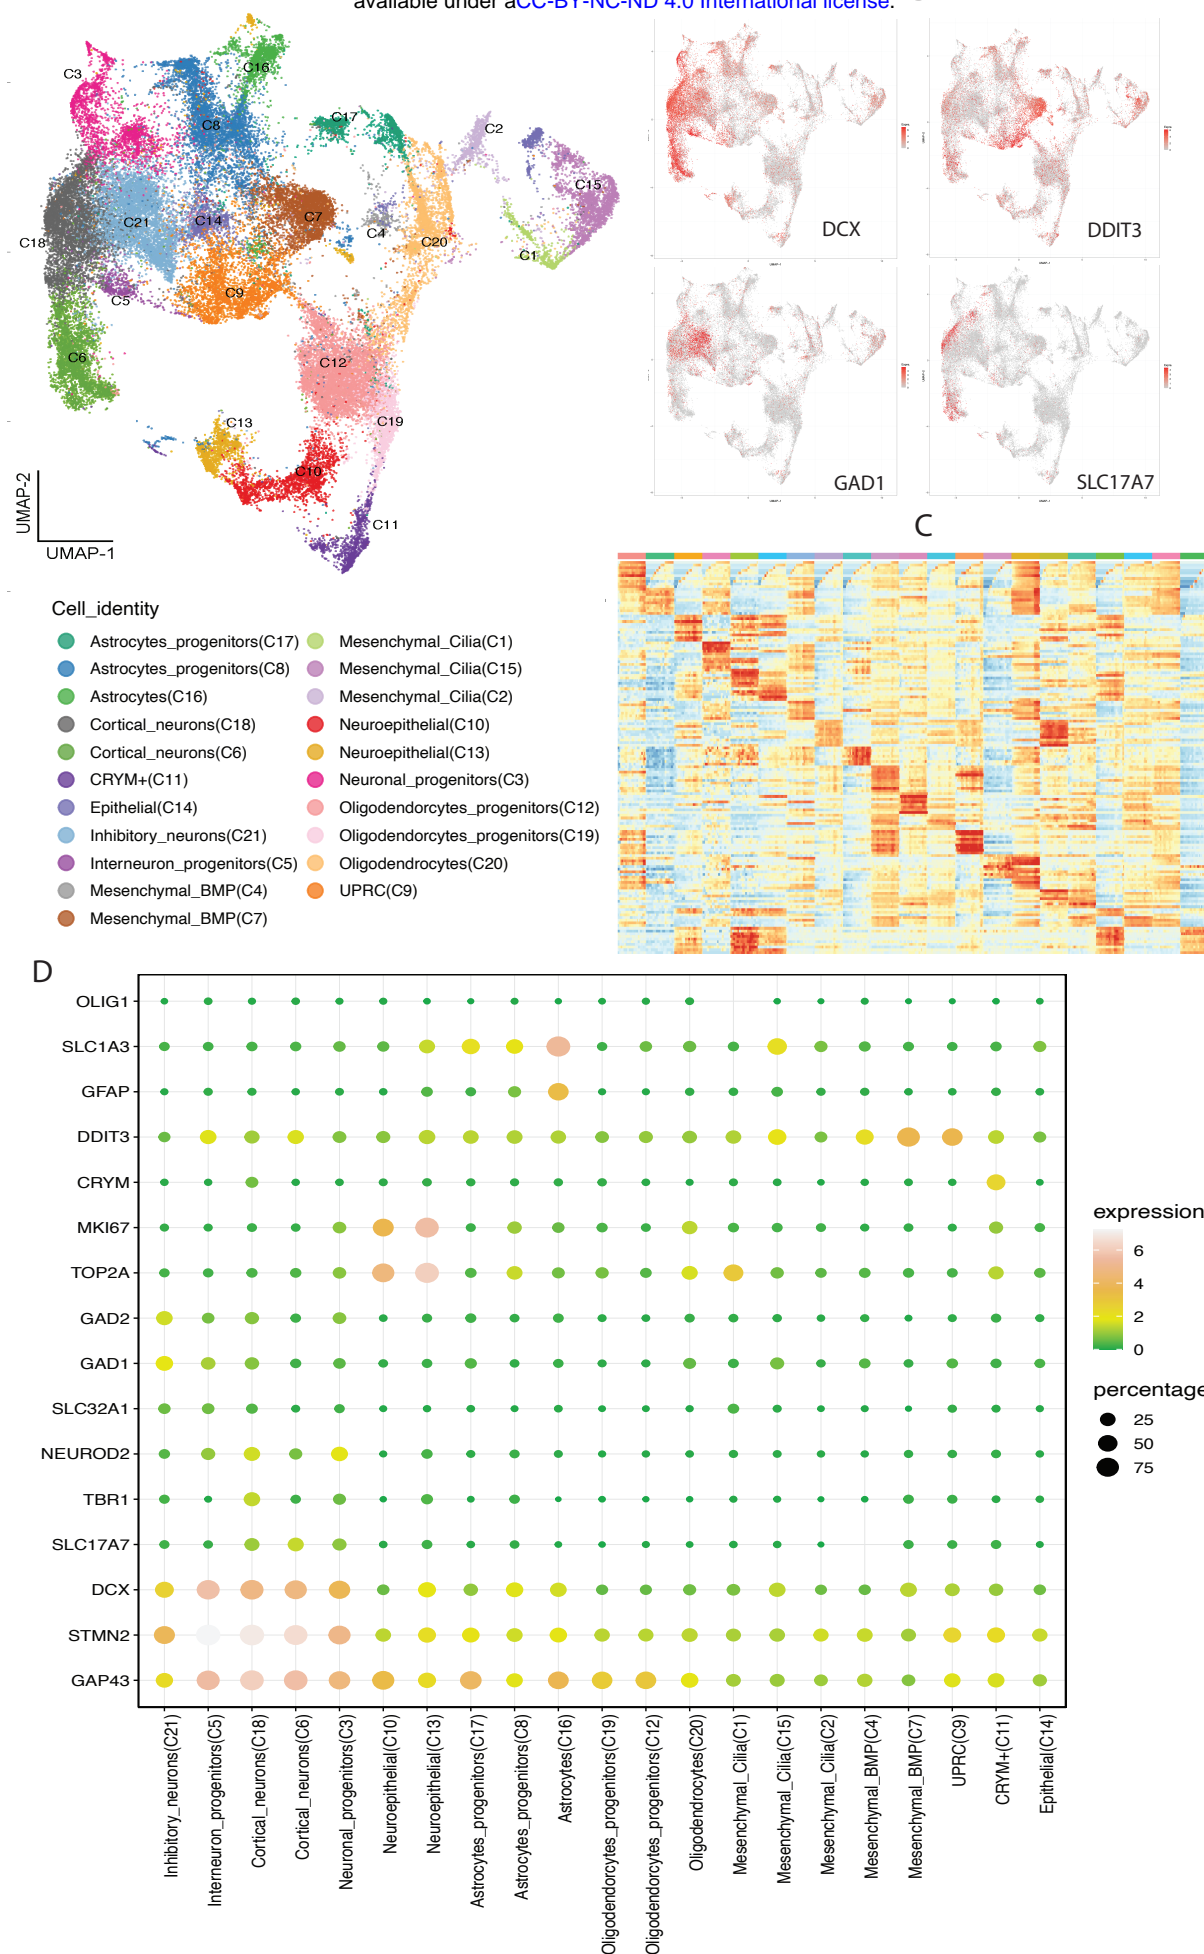 available under aCC-BY-NC-ND 4.0 International license.
C3
C16
C8
C17
C2
C15
C18
C21
C14
C7
C4
C20
C1
C5
C9
C6
C12
C19
C13
C10
C11
UMAP-2
UMAP-1
DCX
DDIT3
GAD1
SLC17A7
C
Cell_identity
Astrocytes_progenitors(C17)
Astrocytes_progenitors(C8)
Astrocytes(C16)
Cortical_neurons(C18)
Cortical_neurons(C6)
CRYM+(C11)
Epithelial(C14)
Inhibitory_neurons(C21)
Interneuron_progenitors(C5)
Mesenchymal_BMP(C4)
Mesenchymal_BMP(C7)
Mesenchymal_Cilia(C1)
Mesenchymal_Cilia(C15)
Mesenchymal_Cilia(C2)
Neuroepithelial(C10)
Neuroepithelial(C13)
Neuronal_progenitors(C3)
Oligodendorcytes_progenitors(C12)
Oligodendorcytes_progenitors(C19)
Oligodendrocytes(C20)
UPRC(C9)
D
OLIG1
SLC1A3
GFAP
DDIT3
CRYM
MKI67
TOP2A
GAD2
GAD1
SLC32A1
NEUROD2
TBR1
SLC17A7
DCX
STMN2
GAP43
Inhibitory_neurons(C21)
Interneuron_progenitors(C5)
Cortical_neurons(C18)
Cortical_neurons(C6)
Neuronal_progenitors(C3)
Neuroepithelial(C10)
Neuroepithelial(C13)
Astrocytes_progenitors(C17)
Astrocytes_progenitors(C8)
Astrocytes(C16)
Oligodendorcytes_progenitors(C19)
Oligodendorcytes_progenitors(C12)
Oligodendrocytes(C20)
Mesenchymal_Cilia(C1)
Mesenchymal_Cilia(C15)
Mesenchymal_Cilia(C2)
Mesenchymal_BMP(C4)
Mesenchymal_BMP(C7)
UPRC(C9)
CRYM+(C11)
Epithelial(C14)
expression
6
4
2
0
percentage
25
50
75